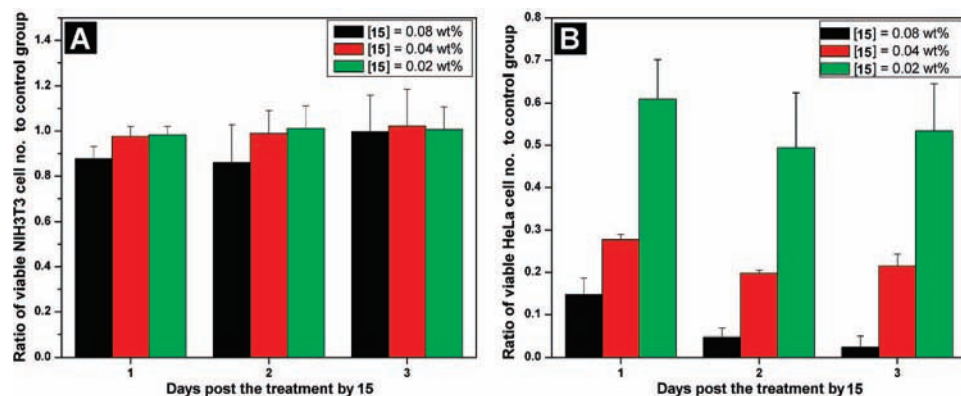 A
[15] = 0.08 wt%
[15] = 0.04 wt%
[15] = 0.02 wt%
Ratio of viable NIH3T3 cell no. to control group
1.4
1.2
1.0
0.8
0.6
0.4
0.2
0.0
1 2 3
Days post the treatment by 15
B
[15] = 0.08 wt%
[15] = 0.04 wt%
[15] = 0.02 wt%
Ratio of viable HeLa cell no. to control group
0.8
0.7
0.6
0.5
0.4
0.3
0.2
0.1
0.0
1 2 3
Days post the treatment by 15